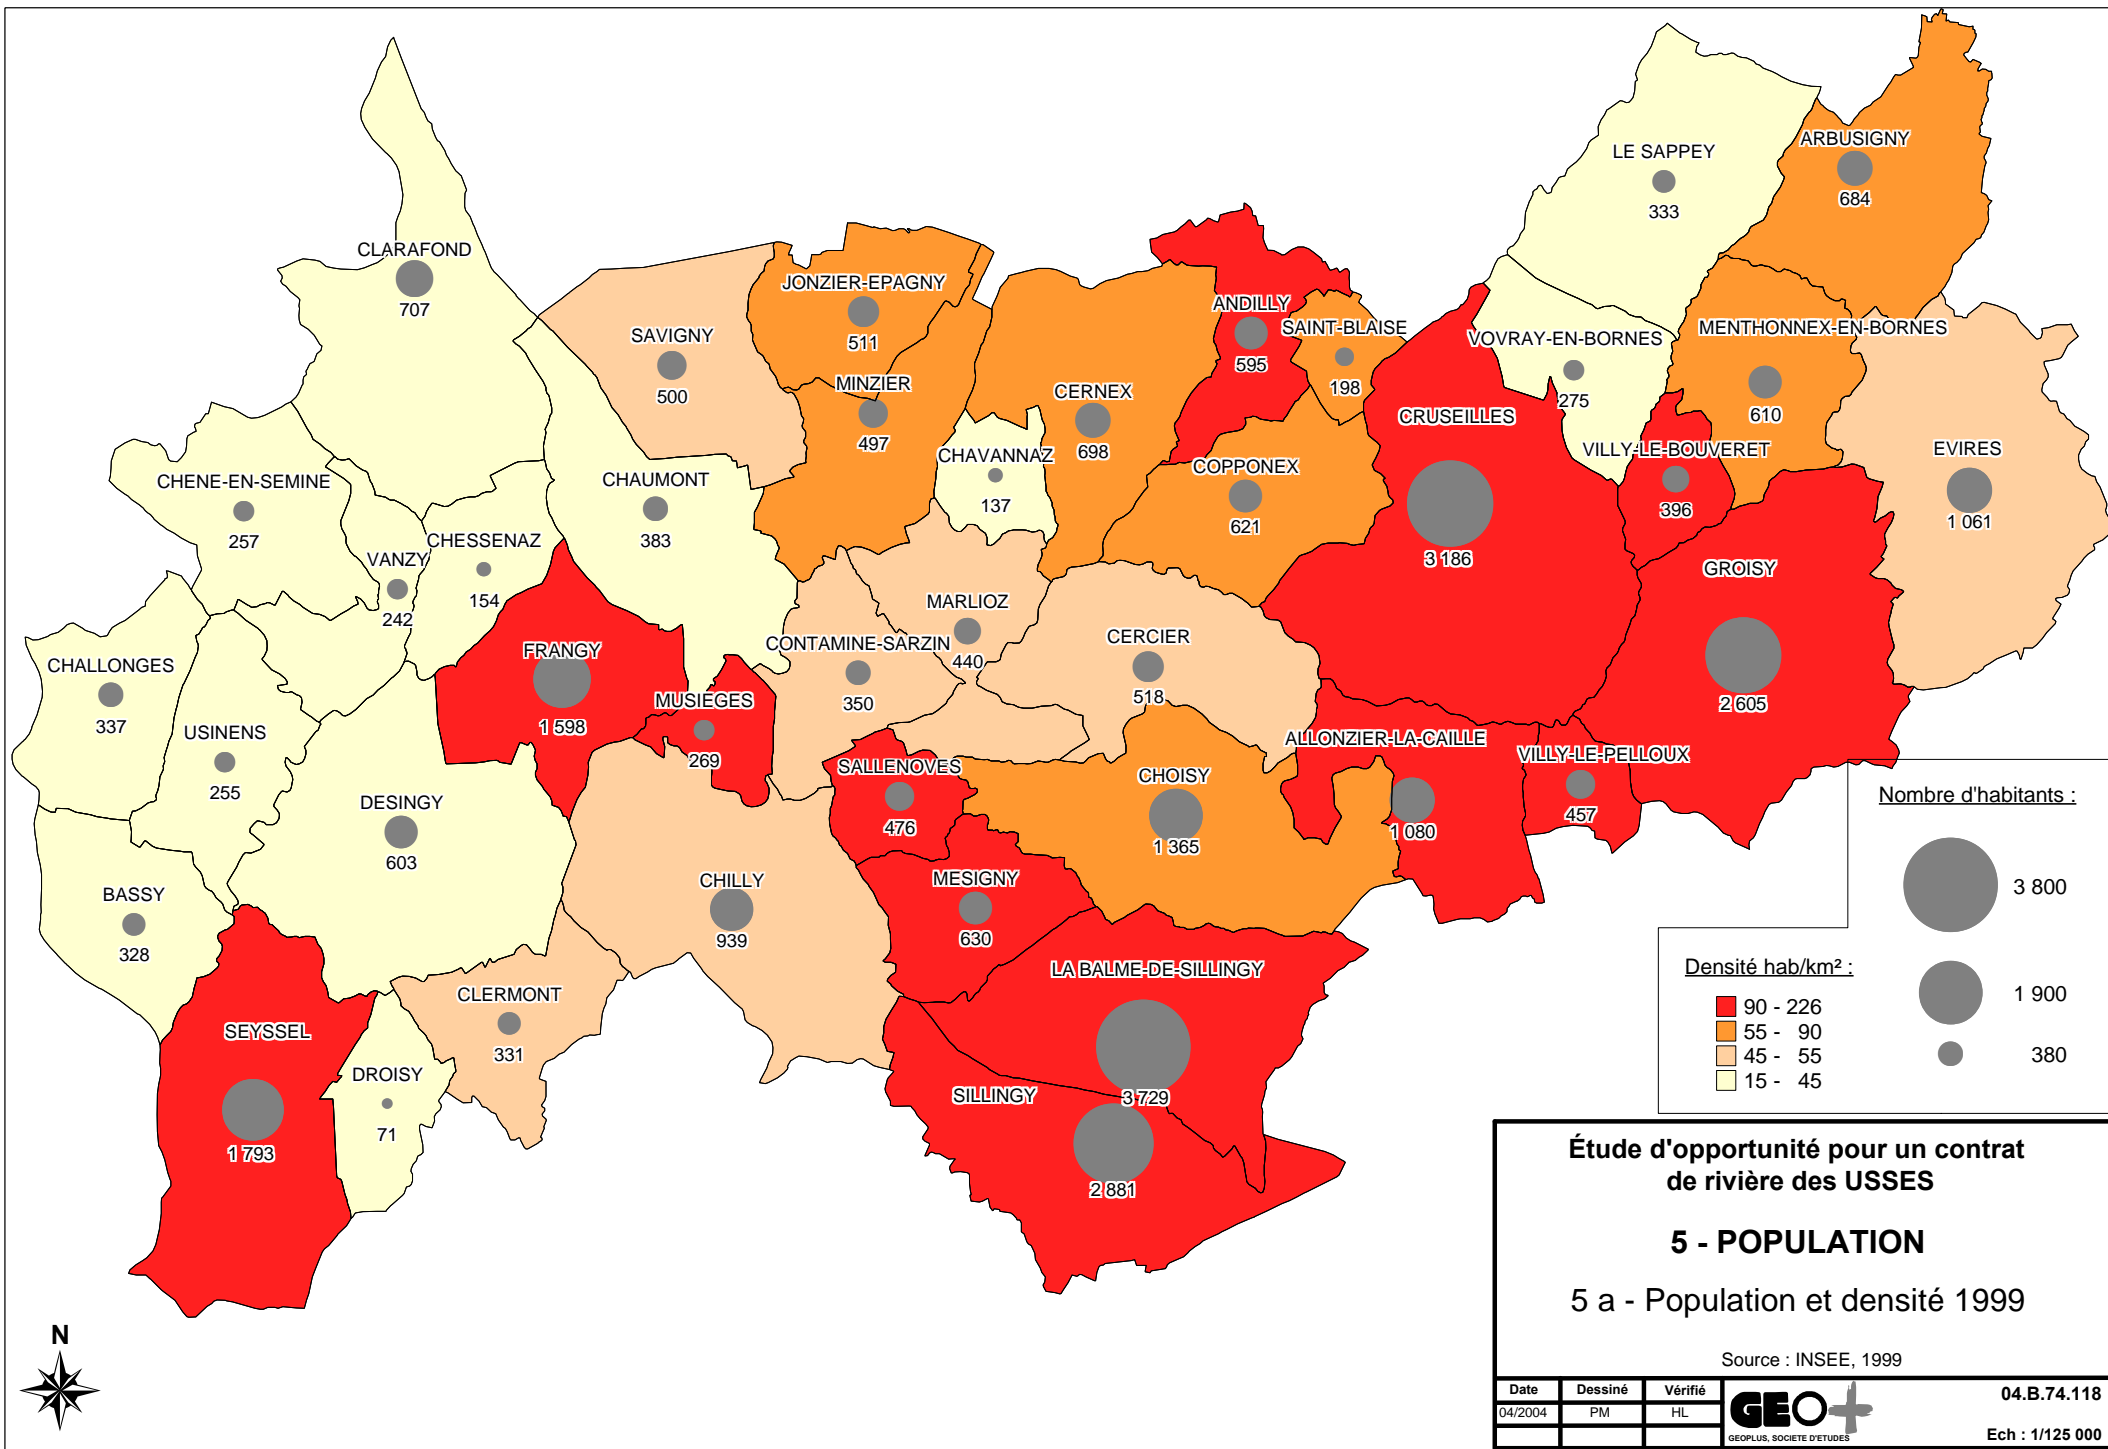 CLARAFOND
707
LE SAPPEY
333
ARBUSIGNY
684
SAVIGNY
500
JONZIER-EPAGNY
511
MINZIER
497
CERNEX
698
ANDILLY
595
SAINT-BLAISE
198
VOVRAY-EN-BORNES
275
MENTHONNEX-EN-BORNES
610
CRUSEILLES
3 186
VILLY-LE-BOUVERET
396
EVIRES
1 061
CHENE-EN-SEMINE
257
VANZY
242
CHESSENAZ
154
CHAUMONT
383
CHAVANNAZ
137
COPPONEX
621
GROISY
2 605
CHALLONGES
337
USINENS
255
FRANGY
1 598
MUSIEGES
269
CONTAMINE-SARZIN
350
MARLIOZ
440
CERCIER
518
SALLENOVES
476
CHOISY
1 365
ALLONZIER-LA-CAILLE
1 080
VILLY-LE-PELLOUX
457
DESINGY
603
BASSY
328
CHILLY
939
MESIGNY
630
LA BALME-DE-SILLINGY
3 729
SILLINGY
2 881
CLERMONT
331
SEYSSEL
1 793
DROISY
71
Nombre d'habitants :
3 800
1 900
380
Densité hab/km² :
90 - 226
55 - 90
45 - 55
15 - 45
Étude d'opportunité pour un contrat
de rivière des USSES
5 - POPULATION
5 a - Population et densité 1999
Source : INSEE, 1999
Date Dessiné Vérifié
04/2004 PM HL
GEO+
GEOPLUS, SOCIETE D'ETUDES
04.B.74.118
Ech : 1/125 000
N